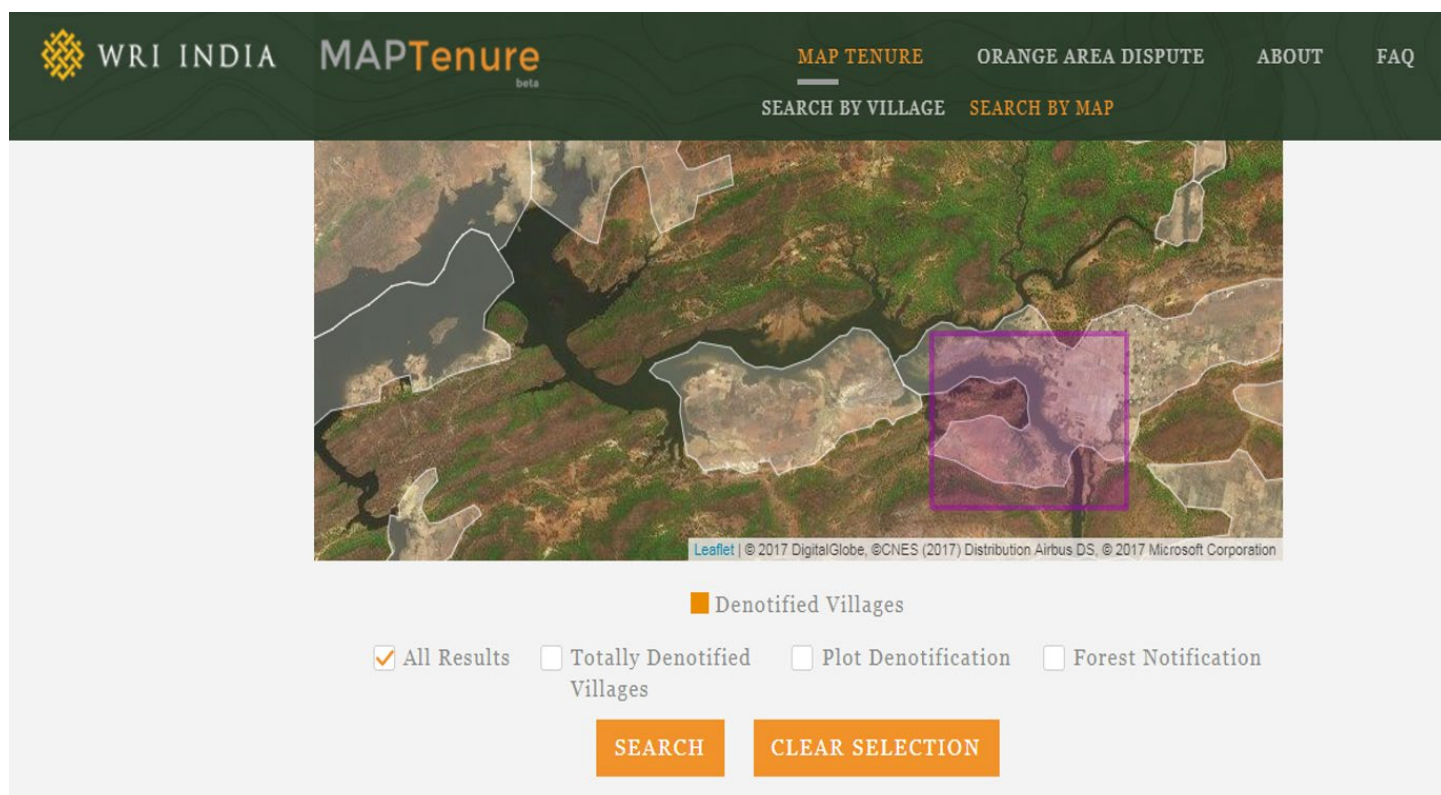 WRI INDIA MAPTenure MAP TENURE ORANGE AREA DISPUTE ABOUT FAQ
beta
SEARCH BY VILLAGE SEARCH BY MAP
Leaflet | © 2017 DigitalGlobe, ©CNES (2017) Distribution Airbus DS, © 2017 Microsoft Corporation
Denotified Villages
All Results Totally Denotified Plot Denotification Forest Notification
Villages
SEARCH CLEAR SELECTION